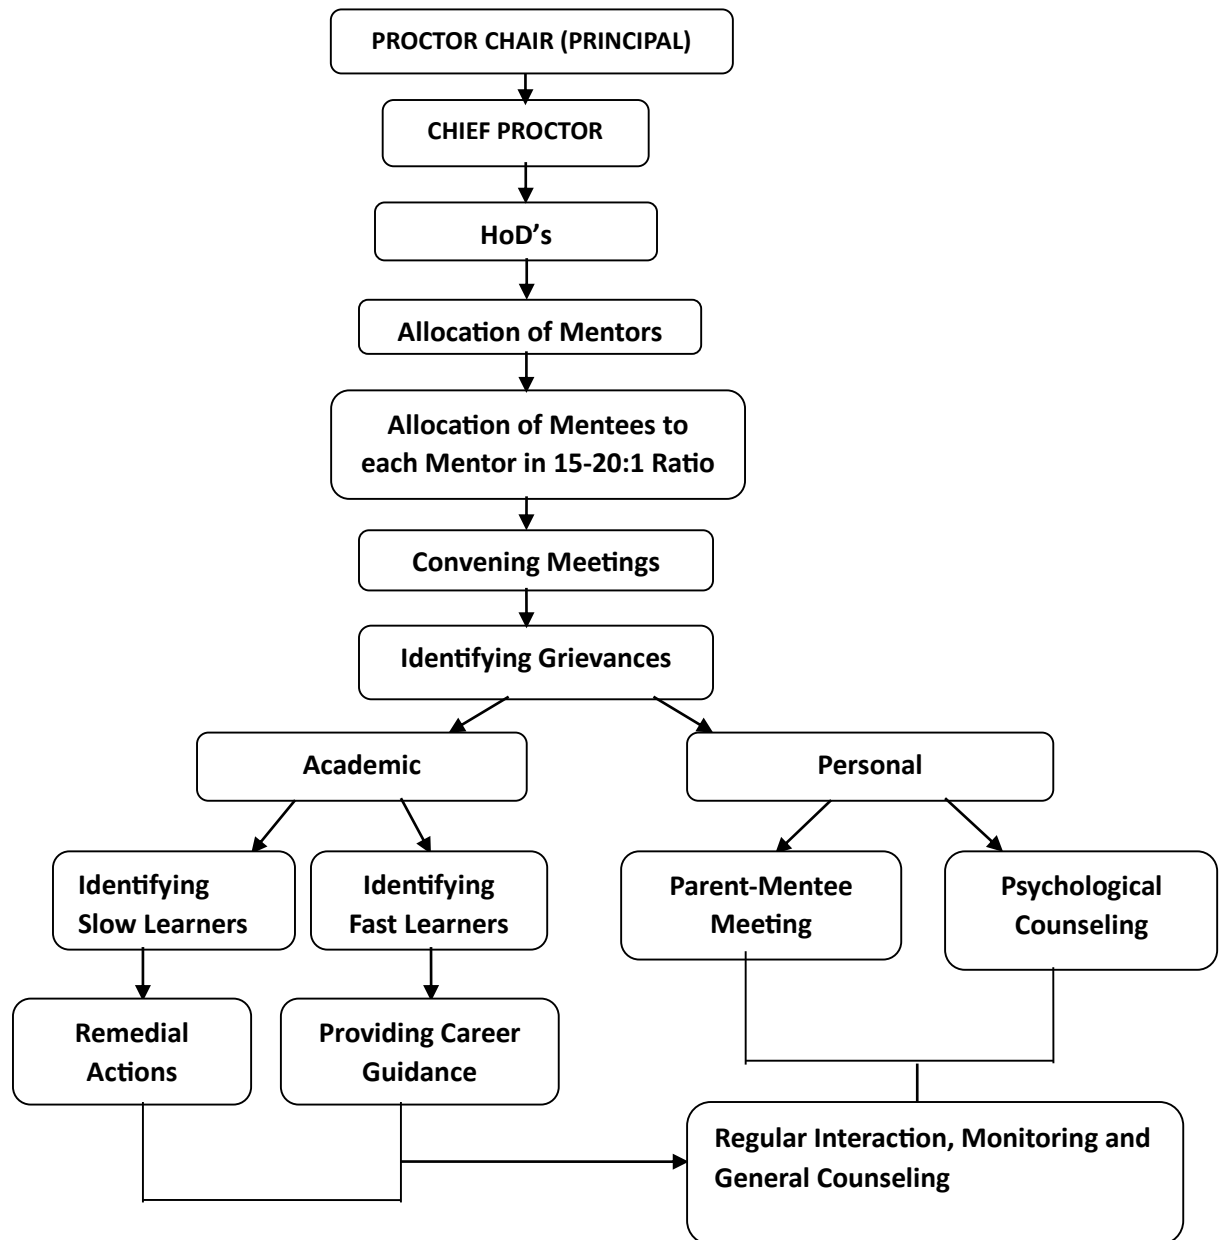 PROCTOR CHAIR (PRINCIPAL)
CHIEF PROCTOR
HoD's
Allocation of Mentors
Allocation of Mentees to
each Mentor in 15-20:1 Ratio
Convening Meetings
Identifying Grievances
Academic
Personal
Identifying
Slow Learners
Identifying
Fast Learners
Parent-Mentee
Meeting
Psychological
Counseling
Remedial
Actions
Providing Career
Guidance
Regular Interaction, Monitoring and
General Counseling